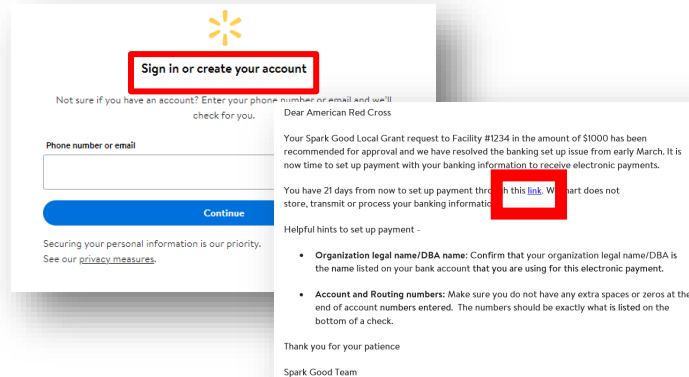 Sign in or create your account
Not sure if you have an account? Enter your phone number or email and we'll
check for you.
Phone number or email
Continue
Securing your personal information is our priority.
See our privacy measures.
Dear American Red Cross
Your Spark Good Local Grant request to Facility #1234 in the amount of $1000 has been
recommended for approval and we have resolved the banking set up issue from early March. It is
now time to set up payment with your banking information to receive electronic payments.
You have 21 days from now to set up payment this link. does not
store, transmit or process your banking
Helpful hints to set up payment -
• Organization legal name/DBA name: Confirm that your organization legal name/DBA is
the name listed on your bank account that you are using for this electronic payment.
• Account and Routing numbers: Make sure you do not have any extra spaces or zeros at the
end of account numbers entered. The numbers should be exactly what is listed on the
bottom of a check.
Thank you for your patience
Spark Good Team